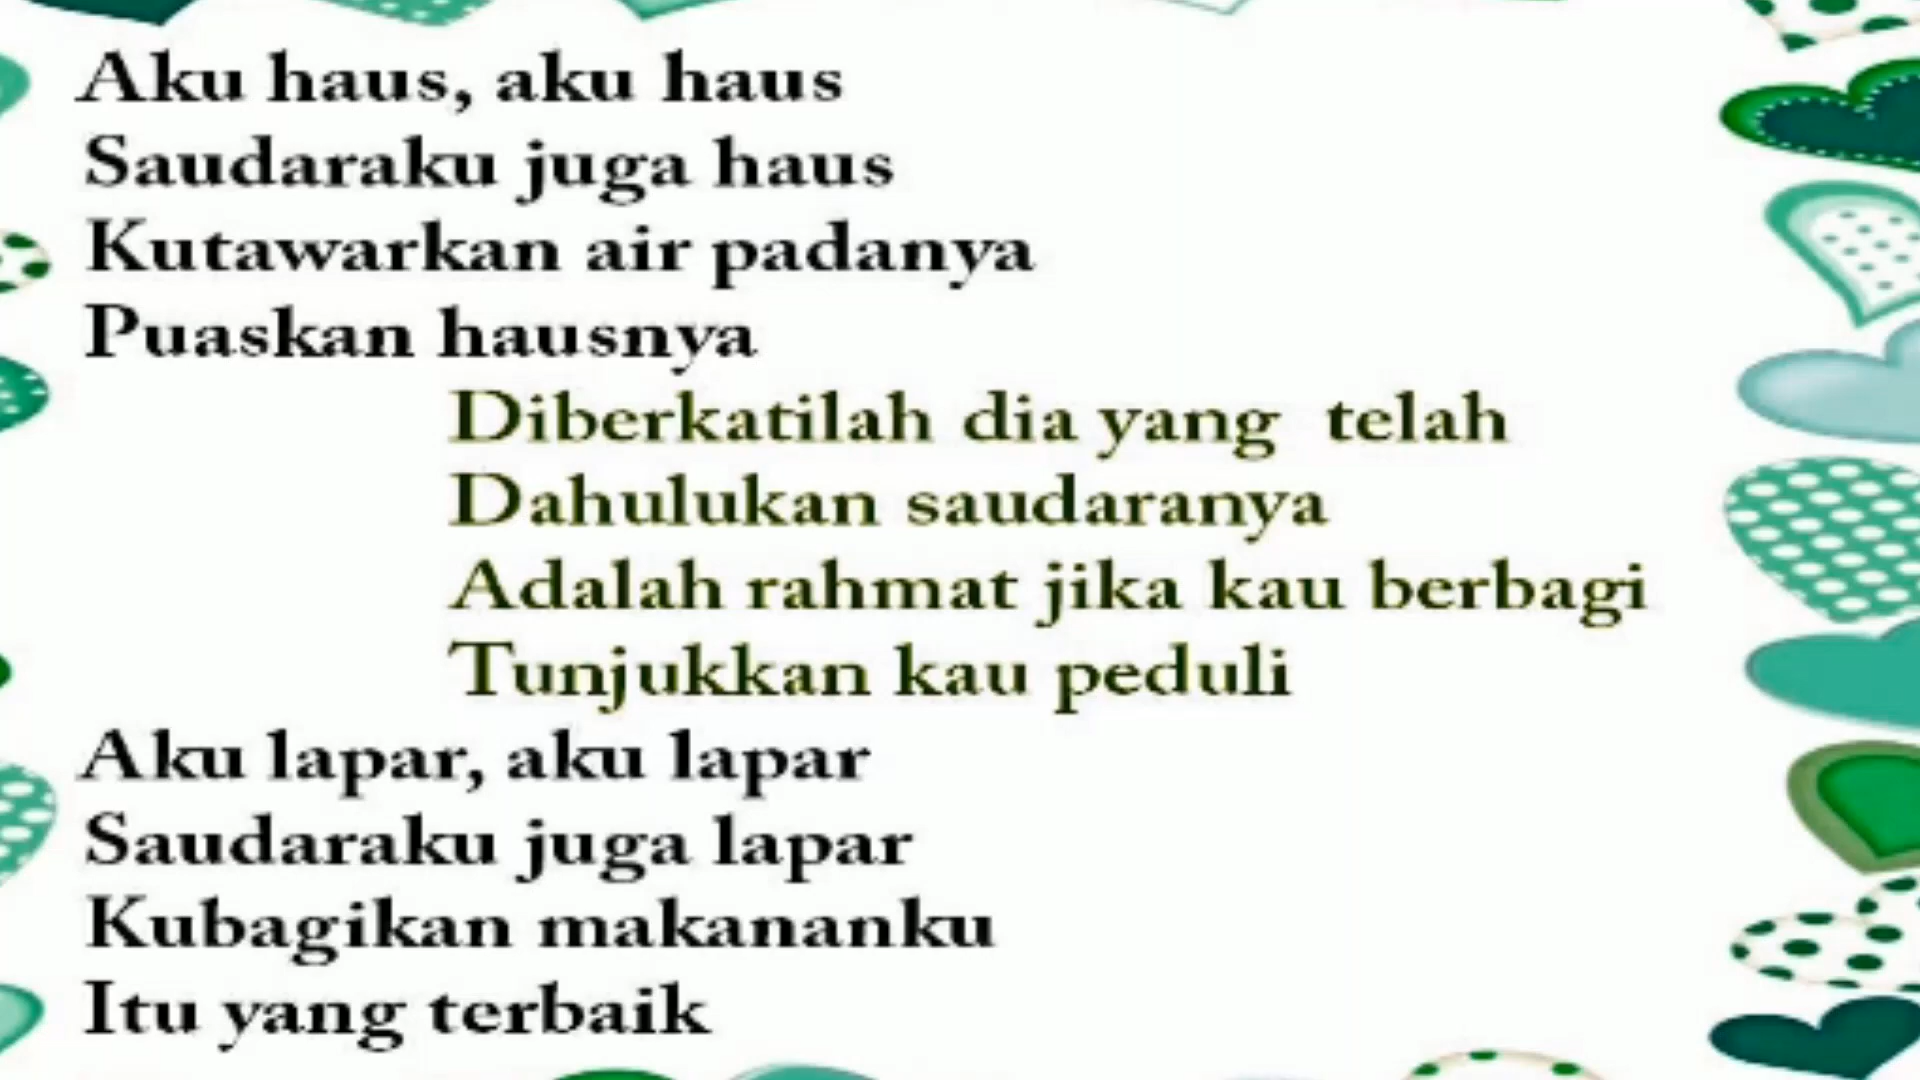 Aku haus, aku haus
Saudaraku juga haus
Kutawarkan air padanya
Puaskan hausnya
Diberkatilah dia yang telah
Dahulukan saudaranya
Adalah rahmat jika kau berbagi
Tunjukkan kau peduli
Aku lapar, aku lapar
Saudaraku juga lapar
Kubagikan makananku
Itu yang terbaik